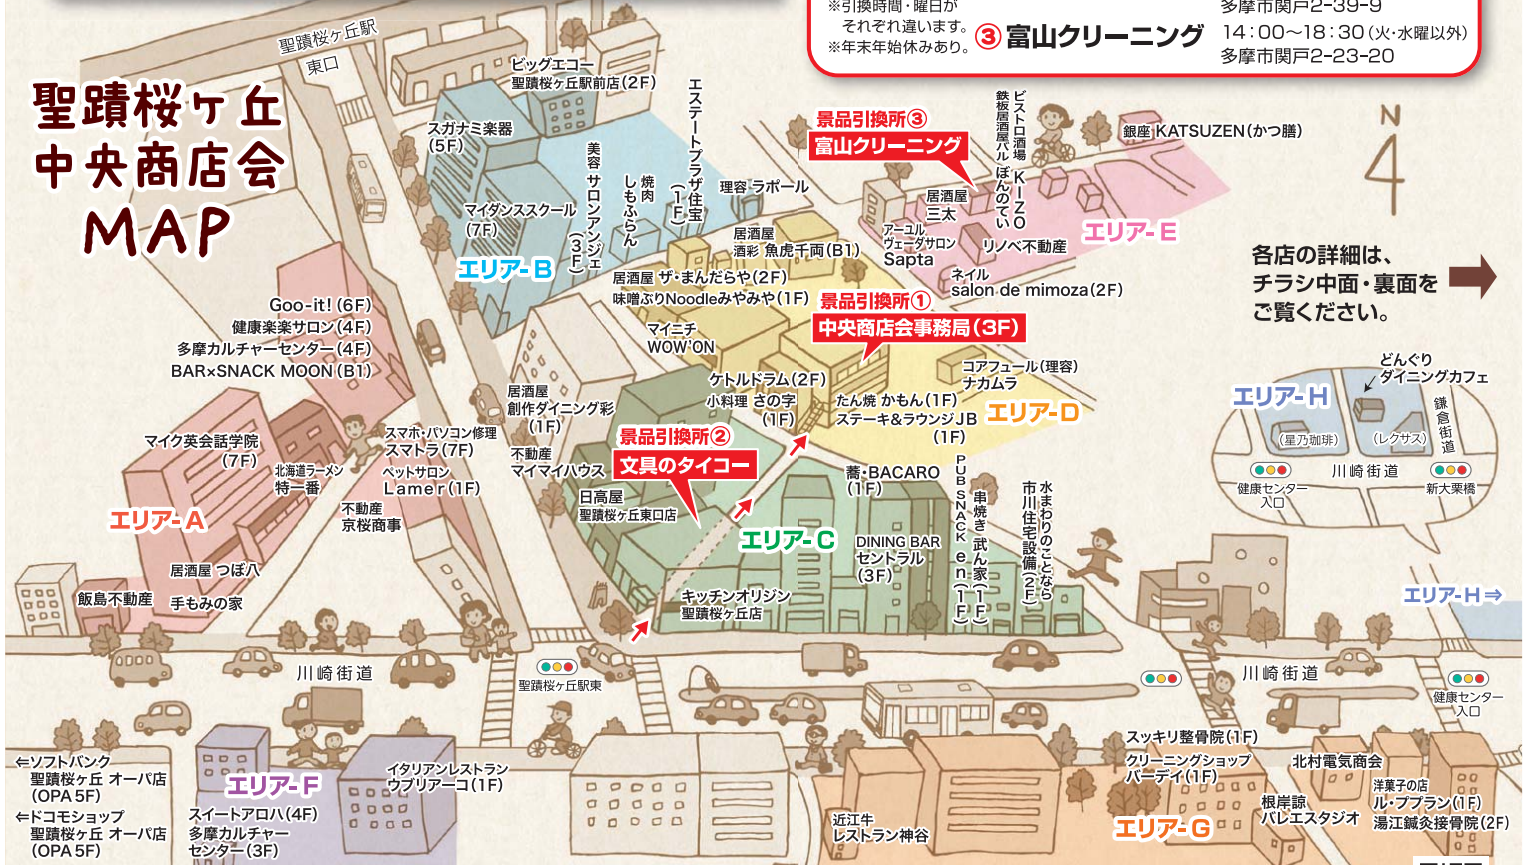 ※引換時間・曜日が
それぞれ違います。
※年末年始休みあり。
③富山クリーニング
多摩市関戸2-39-9
14：00～18：30（火・水曜以外）
多摩市関戸2-23-20
聖蹟桜ヶ丘
中央商店会
MAP
聖蹟桜ヶ丘駅
東口
ビッグエコー
聖蹟桜ヶ丘駅前店(2F)
スガナミ楽器
(5F)
マイダンススクール
(7F)
エリア-B
美容 サロンアンジェ(3F)
焼肉
しもふらん
エステートプラザ住宝(1F)
理容 ラポール
居酒屋
酒彩 魚虎千両(B1)
居酒屋 ザ・まんだらや(2F)
味噌ぶりNoodleみやみや(1F)
マイニチ
WOW'ON
景品引換所③
富山クリーニング
居酒屋
三太
アーユル
ヴェーダサロン
Sapta
ビストロ酒場 KIZO
鉄板居酒屋バル ぼんのてい
リノベ不動産
ネイル
salon de mimoza(2F)
銀座 KATSUZEN(かつ膳)
エリア-E
N
各店の詳細は、
チラシ中面・裏面を
ご覧ください。
景品引換所①
中央商店会事務局(3F)
コアフュール(理容)
ナカムラ
ケトルドラム(2F)
小料理 さの字
(1F)
たん焼 かもん(1F)
ステーキ&ラウンジJB
(1F)
エリア-D
Goo-it!(6F)
健康楽楽サロン(4F)
多摩カルチャーセンター(4F)
BAR×SNACK MOON(B1)
マイク英会話学院
(7F)
北海道ラーメン
特一番
スマホ・パソコン修理
スマトラ(7F)
ペットサロン
Lamer(1F)
不動産
京桜商事
エリア-A
居酒屋 つぼ八
飯島不動産
手もみの家
居酒屋
創作ダイニング彩
(1F)
不動産
マイマイハウス
日高屋
聖蹟桜ヶ丘東口店
景品引換所②
文具のタイコー
エリア-C
蕎・BACARO
(1F)
DINING BAR
セントラル
(3F)
PUB SNACK en(1F)
串焼き 武ん家(1F)
水まわりのことなら
市川住宅設備(2F)
キッチンオリジン
聖蹟桜ヶ丘店
どんぐり
ダイニングカフェ
エリア-H
(星乃珈琲)
(レクサス)
鎌倉街道
川崎街道
健康センター
入口
新大栗橋
エリア-H⇒
川崎街道
聖蹟桜ヶ丘駅東
川崎街道
健康センター
入口
⇐ソフトバンク
聖蹟桜ヶ丘 オーパ店
(OPA 5F)
⇐ドコモショップ
聖蹟桜ヶ丘 オーパ店
(OPA 5F)
エリア-F
スイートアロハ(4F)
多摩カルチャー
センター(3F)
イタリアンレストラン
ウブリアーコ(1F)
近江牛
レストラン神谷
スッキリ整骨院(1F)
クリーニングショップ
バーディ(1F)
エリア-G
北村電気商会
根岸諒
バレエスタジオ
洋菓子の店
ル・ププラン(1F)
湯江鍼灸接骨院(2F)